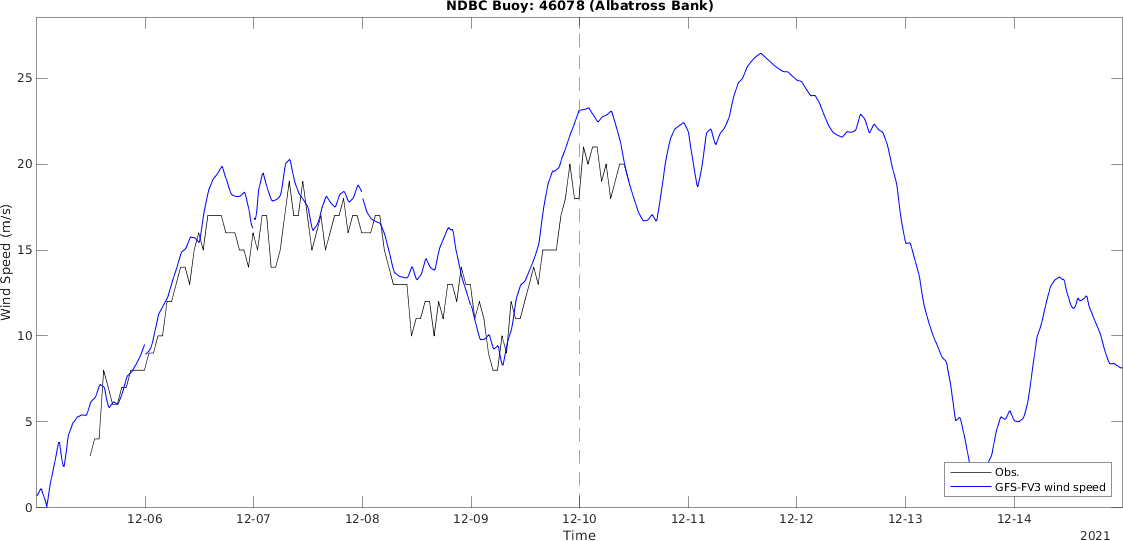 NDBC Buoy: 46078 (Albatross Bank)
25
20
15
10
5
0
Wind Speed (m/s)
Obs.
GFS-FV3 wind speed
12-06 12-07 12-08 12-09 12-10 12-11 12-12 12-13 12-14
Time
2021